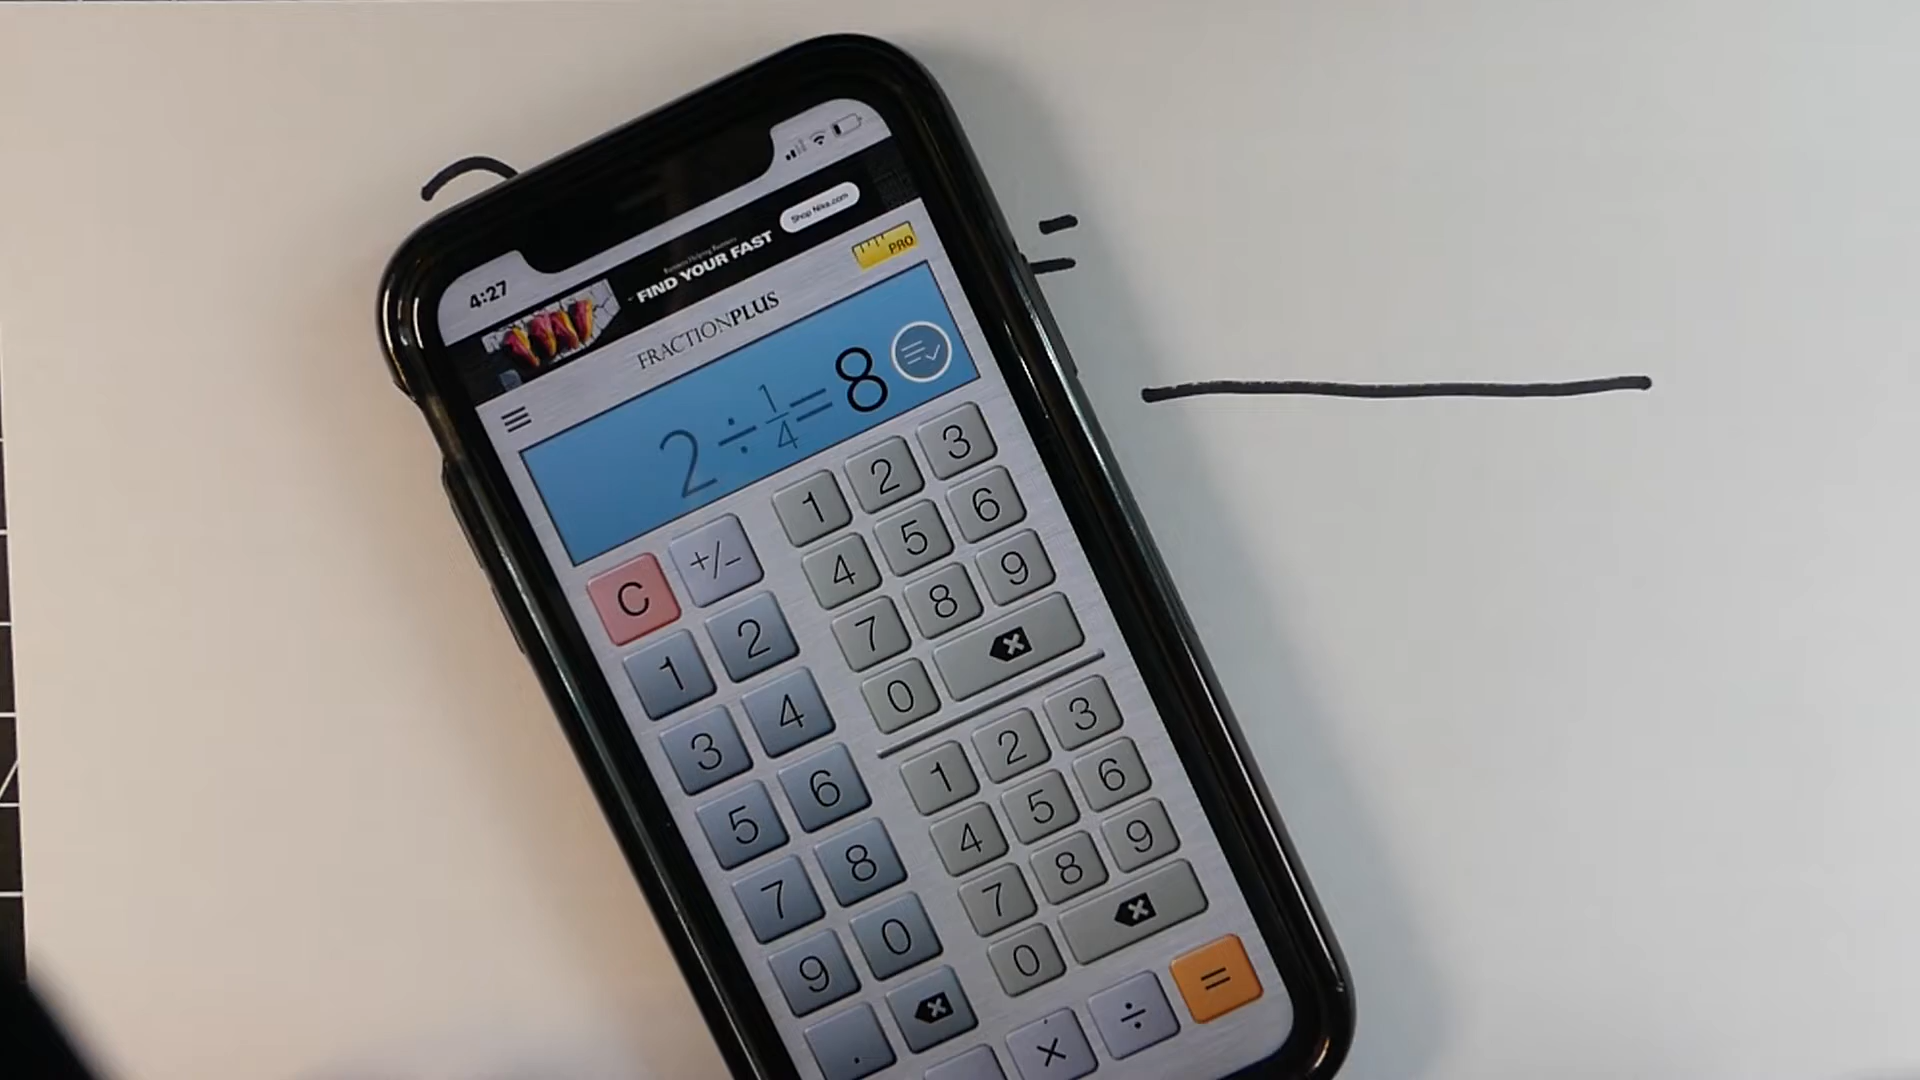 4:27
FIND YOUR FAST
Shop Nike.com
PRO
FRACTIONPLUS
2 ÷ 1/4 = 8
C +/-
1 2
3 4
5 6
7 8
9 0
.
1 2 3
4 5 6
7 8 9
0
1 2 3
4 5 6
7 8 9
0
× ÷ =
=